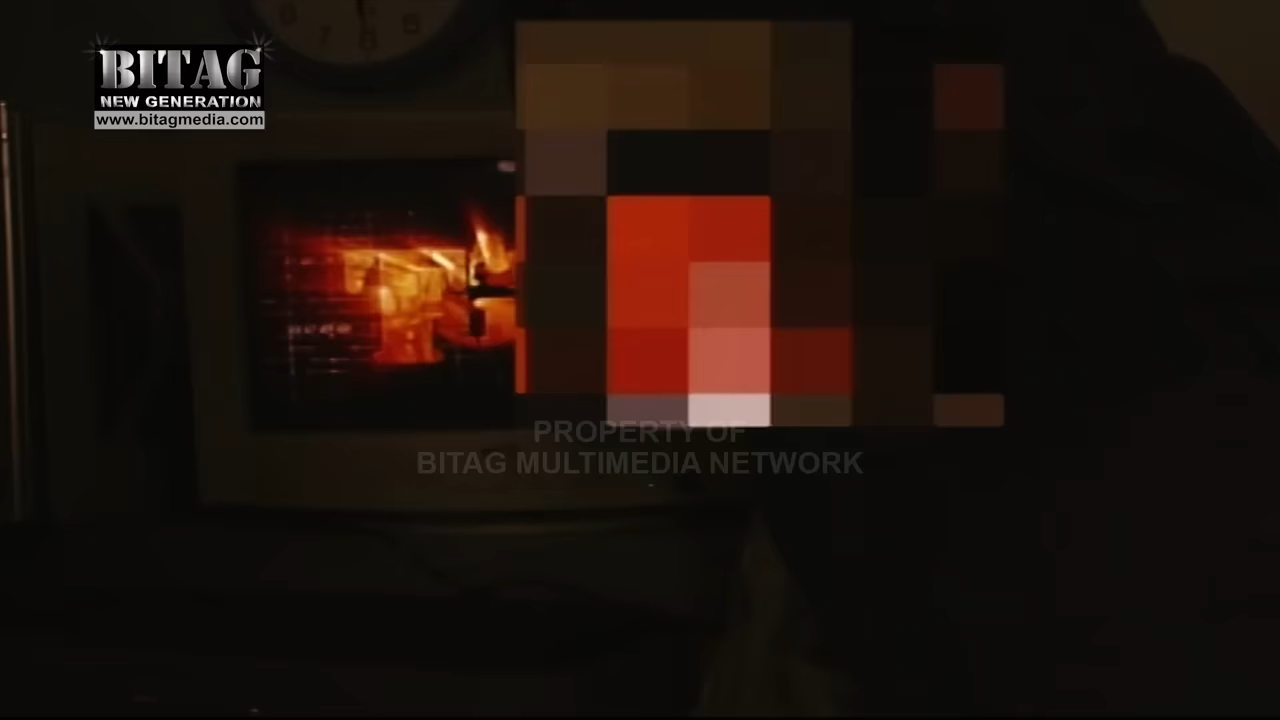 BITAG
NEW GENERATION
www.bitagmedia.com
PROPERTY OF
BITAG MULTIMEDIA NETWORK